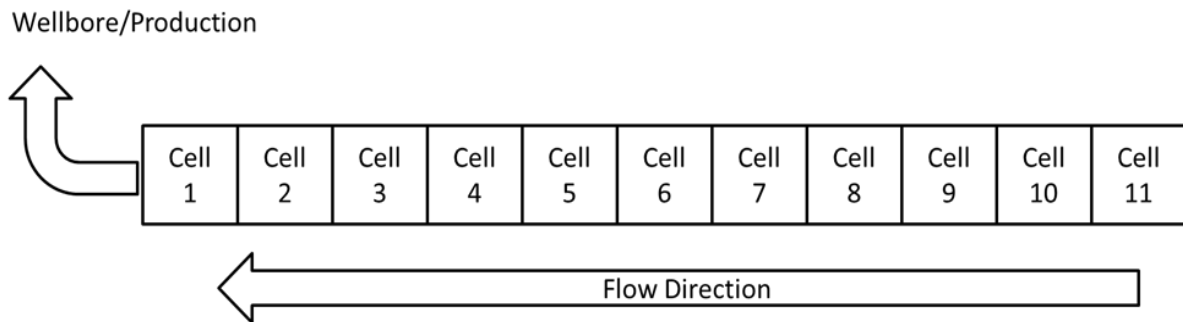 Wellbore/Production
Cell Cell Cell Cell Cell Cell Cell Cell Cell Cell Cell
1 2 3 4 5 6 7 8 9 10 11
Flow Direction